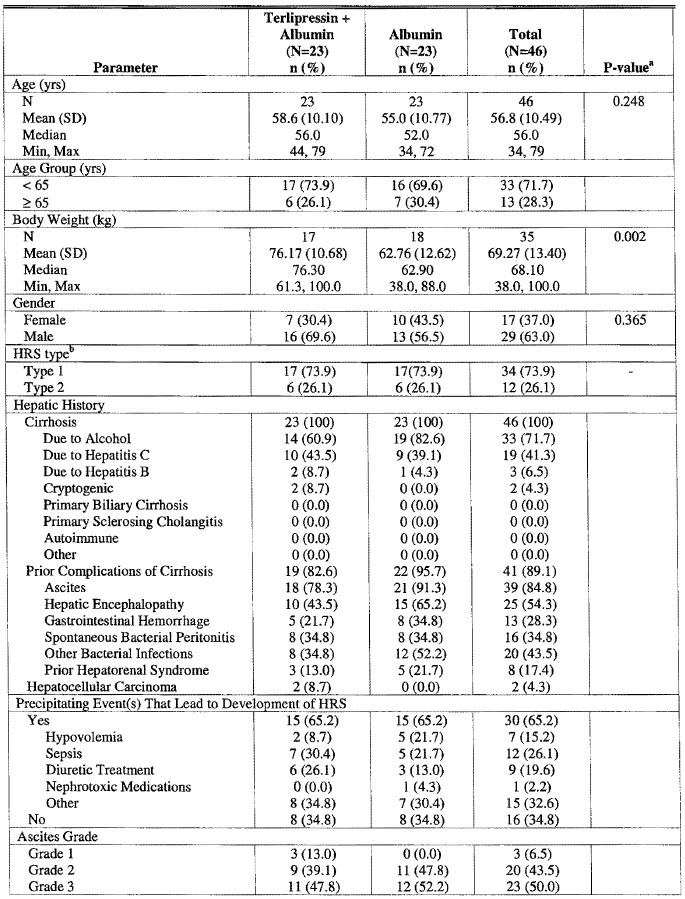 Parameter Terlipressin + Albumin (N=23) n (%) Albumin (N=23) n (%) Total (N=46) n (%) P-valueᵃ
Age (yrs)
N 23 23 46 0.248
Mean (SD) 58.6 (10.10) 55.0 (10.77) 56.8 (10.49)
Median 56.0 52.0 56.0
Min, Max 44, 79 34, 72 34, 79
Age Group (yrs)
< 65 17 (73.9) 16 (69.6) 33 (71.7)
≥ 65 6 (26.1) 7 (30.4) 13 (28.3)
Body Weight (kg)
N 17 18 35 0.002
Mean (SD) 76.17 (10.68) 62.76 (12.62) 69.27 (13.40)
Median 76.30 62.90 68.10
Min, Max 61.3, 100.0 38.0, 88.0 38.0, 100.0
Gender
Female 7 (30.4) 10 (43.5) 17 (37.0) 0.365
Male 16 (69.6) 13 (56.5) 29 (63.0)
HRS typeᵇ
Type 1 17 (73.9) 17(73.9) 34 (73.9) -
Type 2 6 (26.1) 6 (26.1) 12 (26.1)
Hepatic History
Cirrhosis 23 (100) 23 (100) 46 (100)
Due to Alcohol 14 (60.9) 19 (82.6) 33 (71.7)
Due to Hepatitis C 10 (43.5) 9 (39.1) 19 (41.3)
Due to Hepatitis B 2 (8.7) 1 (4.3) 3 (6.5)
Cryptogenic 2 (8.7) 0 (0.0) 2 (4.3)
Primary Biliary Cirrhosis 0 (0.0) 0 (0.0) 0 (0.0)
Primary Sclerosing Cholangitis 0 (0.0) 0 (0.0) 0 (0.0)
Autoimmune 0 (0.0) 0 (0.0) 0 (0.0)
Other 0 (0.0) 0 (0.0) 0 (0.0)
Prior Complications of Cirrhosis 19 (82.6) 22 (95.7) 41 (89.1)
Ascites 18 (78.3) 21 (91.3) 39 (84.8)
Hepatic Encephalopathy 10 (43.5) 15 (65.2) 25 (54.3)
Gastrointestinal Hemorrhage 5 (21.7) 8 (34.8) 13 (28.3)
Spontaneous Bacterial Peritonitis 8 (34.8) 8 (34.8) 16 (34.8)
Other Bacterial Infections 8 (34.8) 12 (52.2) 20 (43.5)
Prior Hepatorenal Syndrome 3 (13.0) 5 (21.7) 8 (17.4)
Hepatocellular Carcinoma 2 (8.7) 0 (0.0) 2 (4.3)
Precipitating Event(s) That Lead to Development of HRS
Yes 15 (65.2) 15 (65.2) 30 (65.2)
Hypovolemia 2 (8.7) 5 (21.7) 7 (15.2)
Sepsis 7 (30.4) 5 (21.7) 12 (26.1)
Diuretic Treatment 6 (26.1) 3 (13.0) 9 (19.6)
Nephrotoxic Medications 0 (0.0) 1 (4.3) 1 (2.2)
Other 8 (34.8) 7 (30.4) 15 (32.6)
No 8 (34.8) 8 (34.8) 16 (34.8)
Ascites Grade
Grade 1 3 (13.0) 0 (0.0) 3 (6.5)
Grade 2 9 (39.1) 11 (47.8) 20 (43.5)
Grade 3 11 (47.8) 12 (52.2) 23 (50.0)